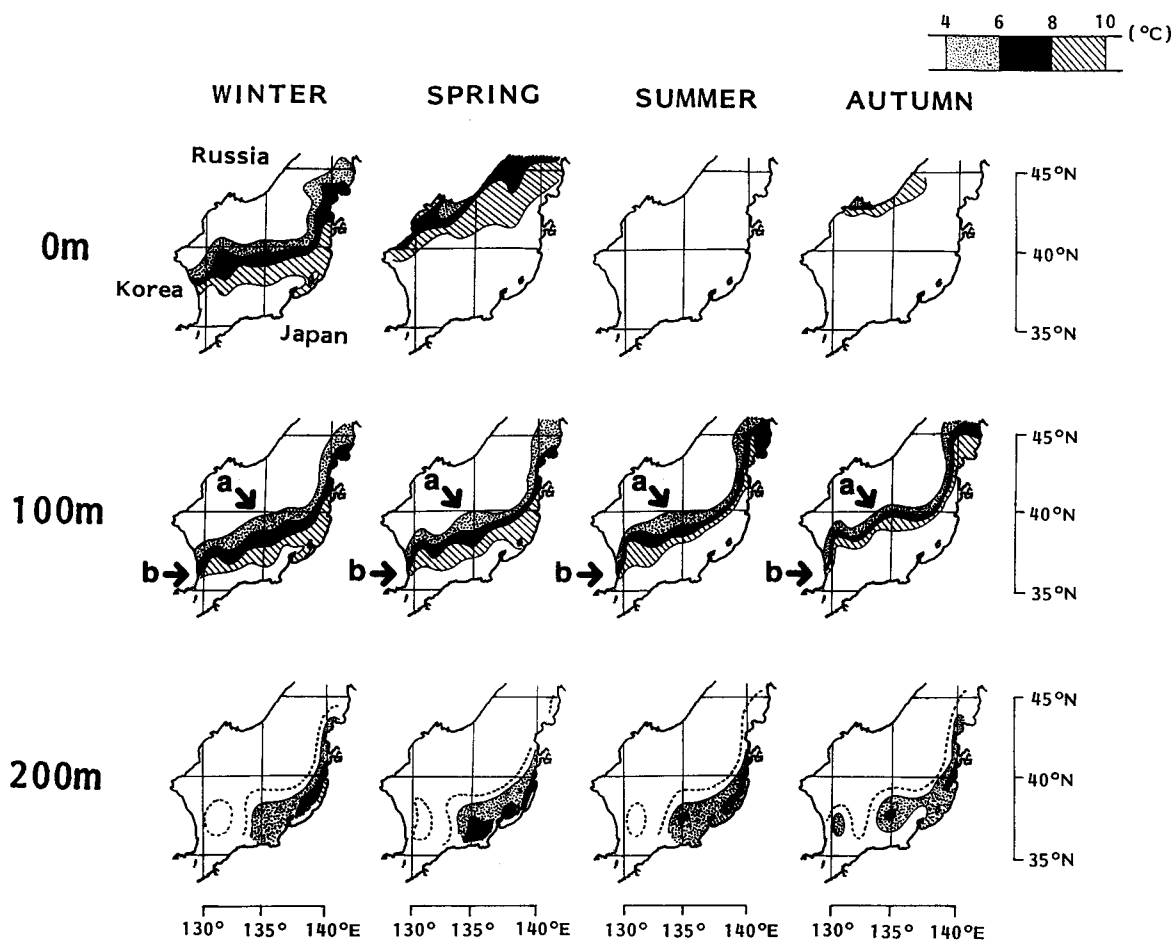 4 6 8 10 (°C)
WINTER SPRING SUMMER AUTUMN
Russia
45°N
0m
40°N
Korea
Japan
35°N
45°N
a a a a
100m
40°N
b b b b
35°N
45°N
200m
40°N
35°N
130° 135° 140°E 130° 135° 140°E 130° 135° 140°E 130° 135° 140°E